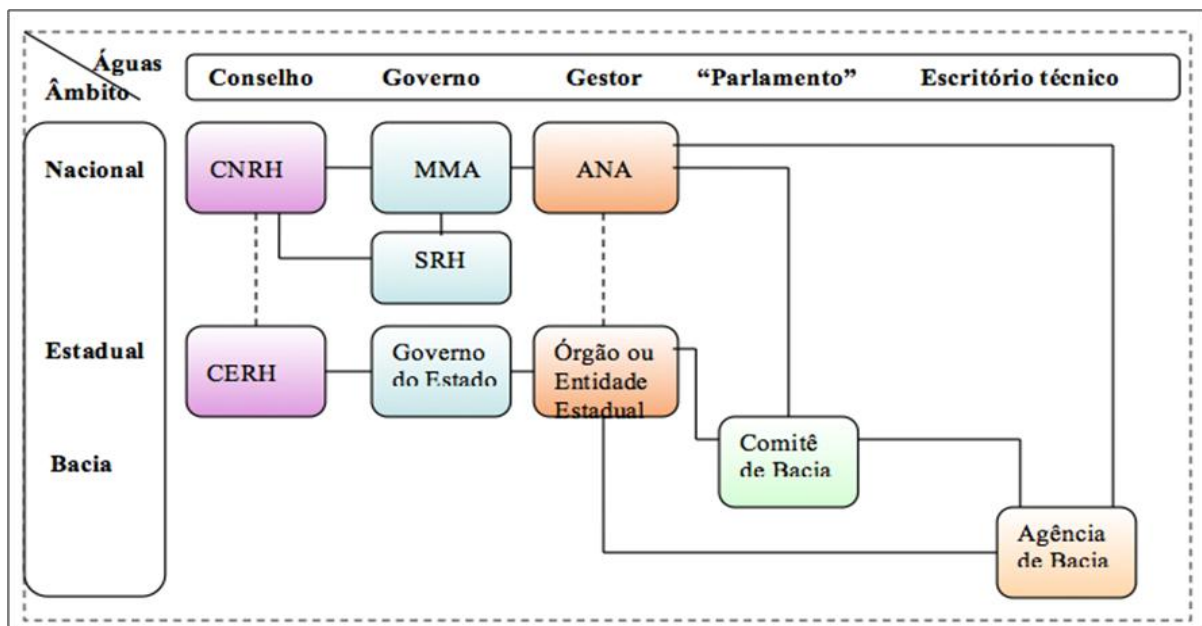 Águas
Âmbito
Conselho Governo Gestor “Parlamento” Escritório técnico
Nacional
CNRH
MMA
ANA
SRH
Estadual
CERH
Governo
do Estado
Órgão ou
Entidade
Estadual
Bacia
Comitê
de Bacia
Agência
de Bacia